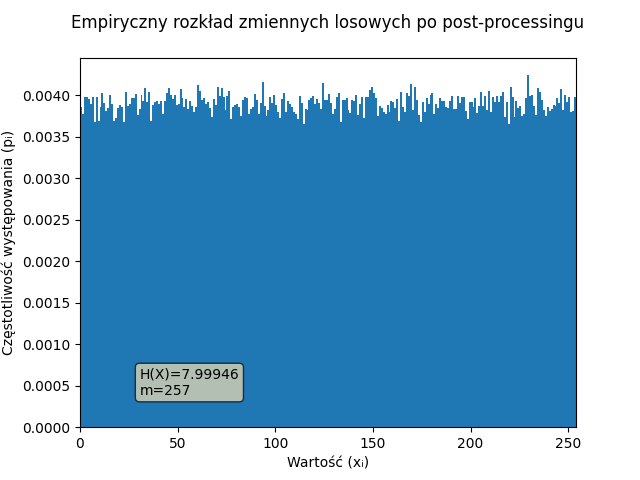 Empiryczny rozkład zmiennych losowych po post-processingu
Częstotliwość występowania (pᵢ)
0.0040
0.0035
0.0030
0.0025
0.0020
0.0015
0.0010
0.0005
0.0000
H(X)=7.99946
m=257
0 50 100 150 200 250
Wartość (xᵢ)